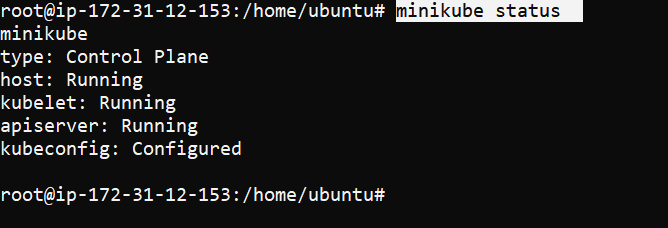 root@ip-172-31-12-153:/home/ubuntu# minikube status
minikube
type: Control Plane
host: Running
kubelet: Running
apiserver: Running
kubeconfig: Configured
root@ip-172-31-12-153:/home/ubuntu#